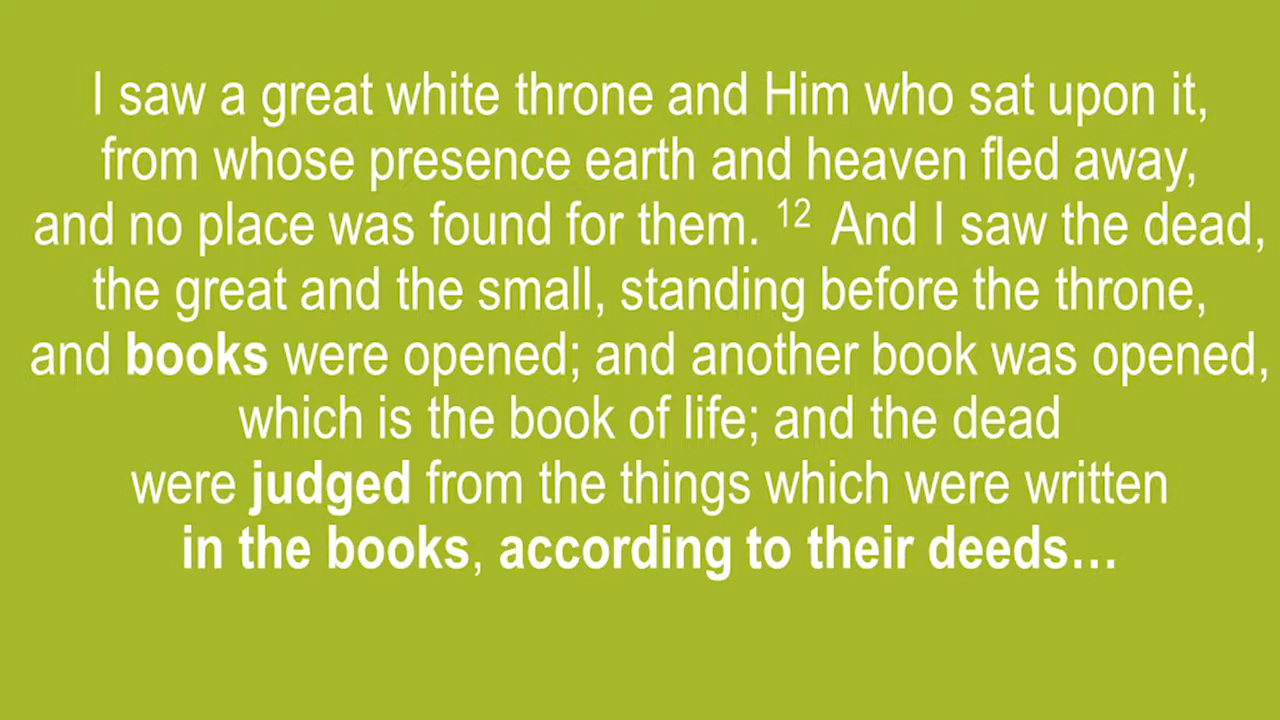 I saw a great white throne and Him who sat upon it,
from whose presence earth and heaven fled away,
and no place was found for them. 12 And I saw the dead,
the great and the small, standing before the throne,
and books were opened; and another book was opened,
which is the book of life; and the dead
were judged from the things which were written
in the books, according to their deeds…